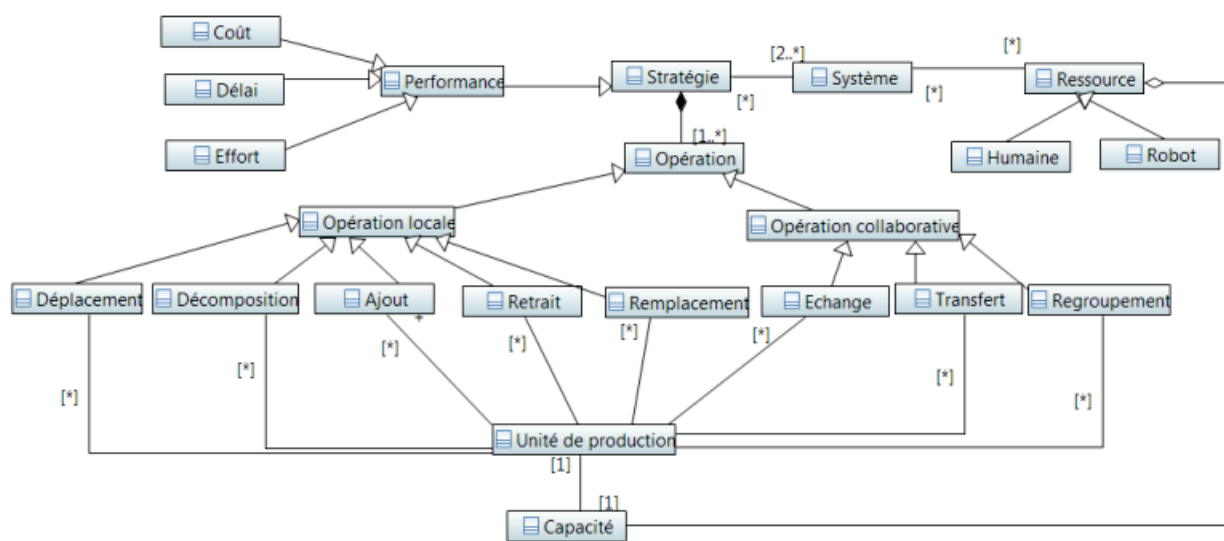 Coût
[2..*]
[*]
Délai
Performance
Stratégie
Système
Ressource
[*]
[*]
Effort
[1..*]
Opération
Humaine
Robot
Opération locale
Opération collaborative
Déplacement
Décomposition
Ajout
Retrait
Remplacement
Echange
Transfert
Regroupement
+
[*]
[*]
[*]
[*]
[*]
[*]
[*]
[*]
Unité de production
[1]
[1]
Capacité